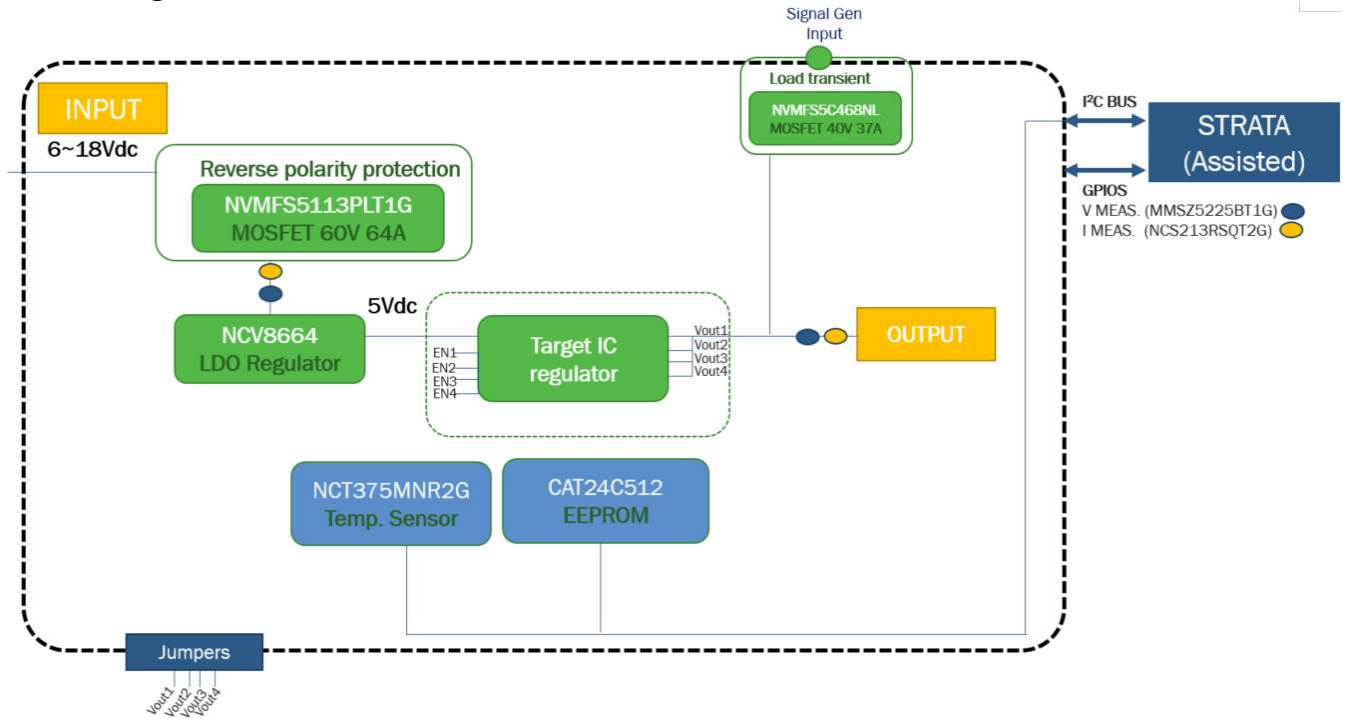 Signal Gen
Input
INPUT
6~18Vdc
Load transient
NVMFS5C468NL
MOSFET 40V 37A
I²C BUS
STRATA
(Assisted)
GPIOS
V MEAS. (MMSZ5225BT1G)
I MEAS. (NCS213RSQT2G)
Reverse polarity protection
NVMFS5113PLT1G
MOSFET 60V 64A
5Vdc
NCV8664
LDO Regulator
EN1
EN2
EN3
EN4
Target IC
regulator
Vout1
Vout2
Vout3
Vout4
OUTPUT
NCT375MNR2G
Temp. Sensor
CAT24C512
EEPROM
Jumpers
Vout1
Vout2
Vout3
Vout4